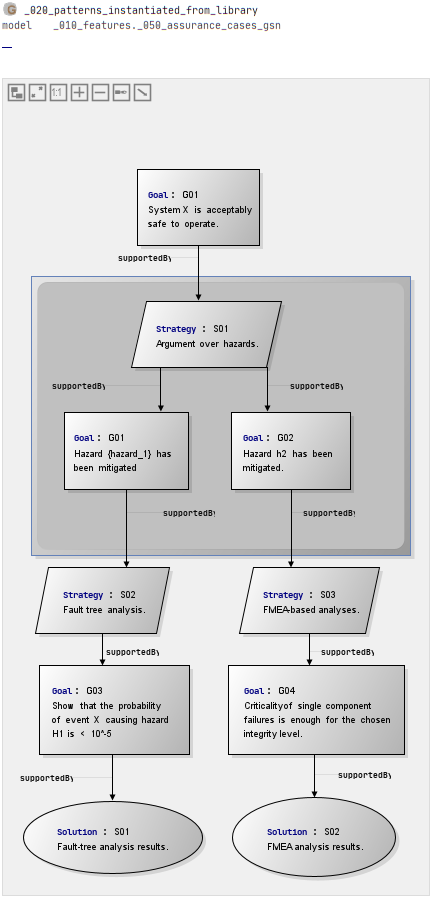 G _020_patterns_instantiated_from_library
model _010_features._050_assurance_cases_gsn
1:1
Goal : G01
System X is acceptably
safe to operate.
supportedBy
Strategy : S01
Argument over hazards.
supportedBy
supportedBy
Goal : G01
Hazard {hazard_1} has
been mitigated
Goal : G02
Hazard h2 has been
mitigated.
supportedBy
supportedBy
Strategy : S02
Fault tree analysis.
Strategy : S03
FMEA-based analyses.
supportedBy
supportedBy
Goal : G03
Show that the probability
of event X causing hazard
H1 is < 10^-5
Goal : G04
Criticality of single component
failures is enough for the chosen
integrity level.
supportedBy
supportedBy
Solution : S01
Fault-tree analysis results.
Solution : S02
FMEA analysis results.